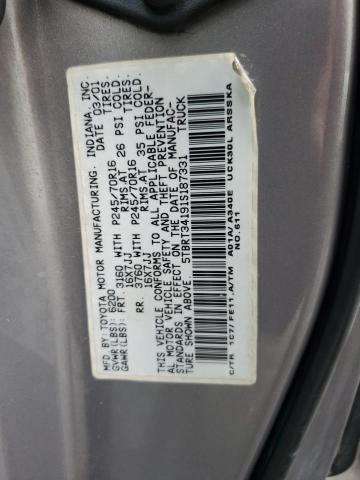 MFD.BY: TOYOTA MOTOR MANUFACTURING, INDIANA, INC.
GVWR(LBS): 6200 DATE 03/01
GAWR(LBS): FRT. 3160 WITH P245/70R16 TIRES,
16X7JJ RIMS,AT 26 PSI COLD.
RR. 3760 WITH P245/70R16 TIRES,
16X7JJ RIMS,AT 35 PSI COLD.
THIS VEHICLE CONFORMS TO ALL APPLICABLE FEDER-
AL MOTOR VEHICLE SAFETY AND THEFT PREVENTION
STANDARDS IN EFFECT ON THE DATE OF MANUFAC-
TURE SHOWN ABOVE. 5TBRT34191S187331 TRUCK
C/TR 1C7/FE11.A/TM A01A/ A340E UCK30L ARSSKA
NO.611